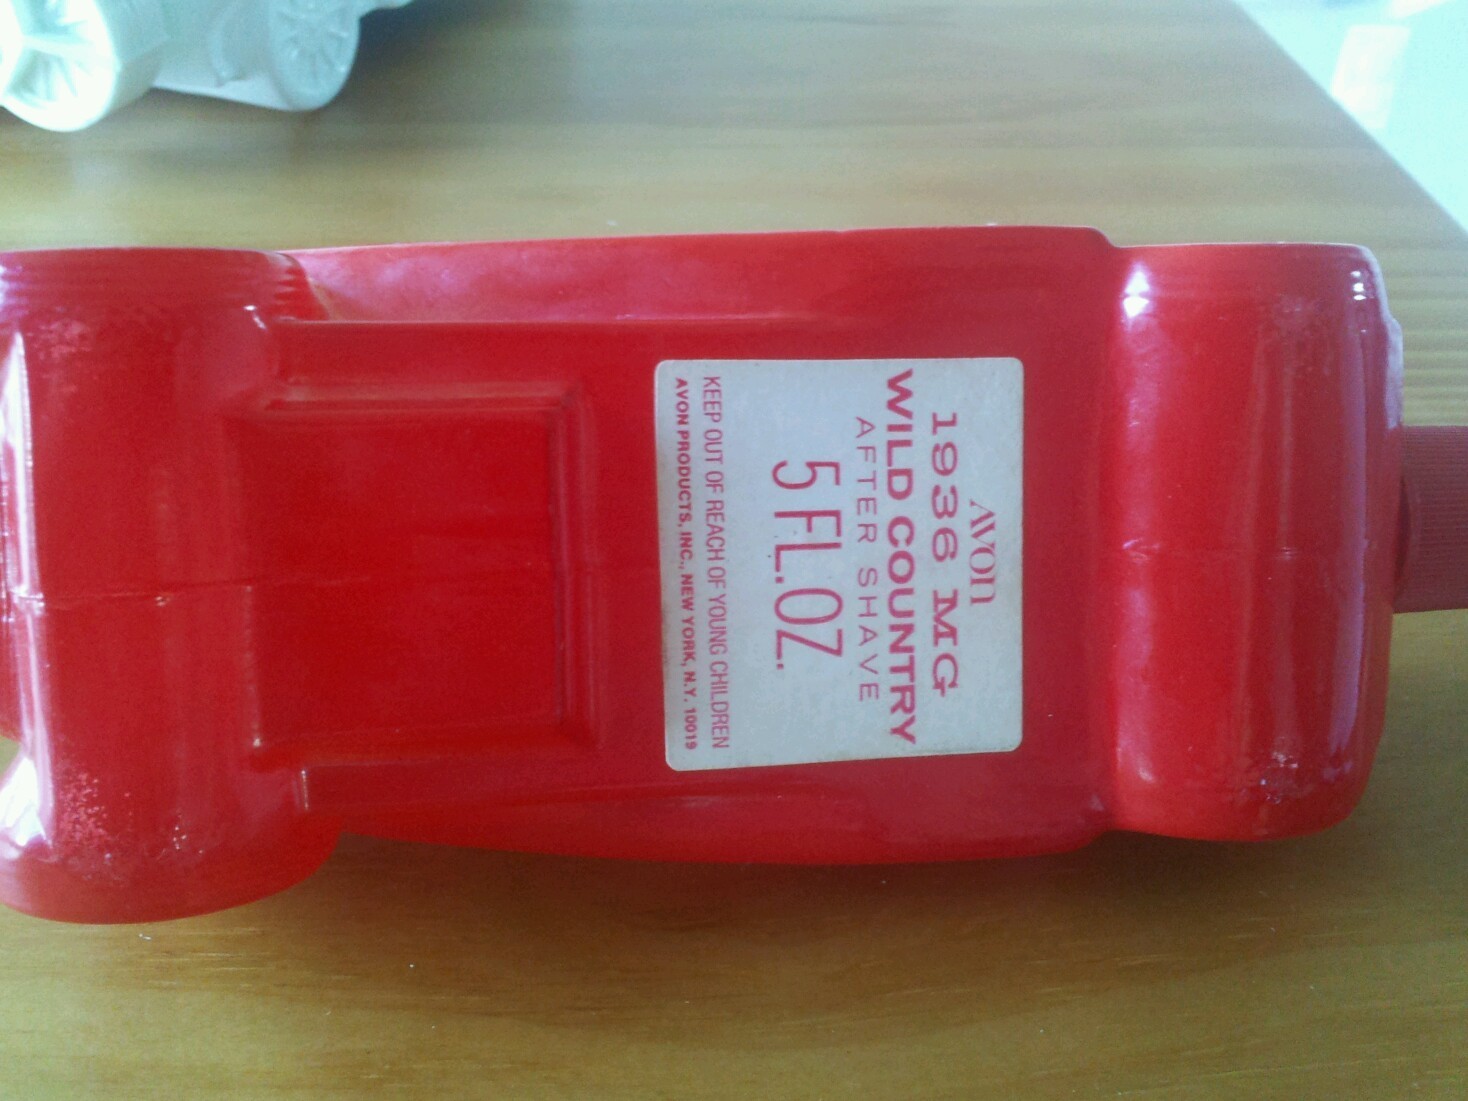 AVON
1936 MG
WILD COUNTRY
AFTER SHAVE
5 FL. OZ.
KEEP OUT OF REACH OF YOUNG CHILDREN
AVON PRODUCTS, INC., NEW YORK, N.Y. 10019